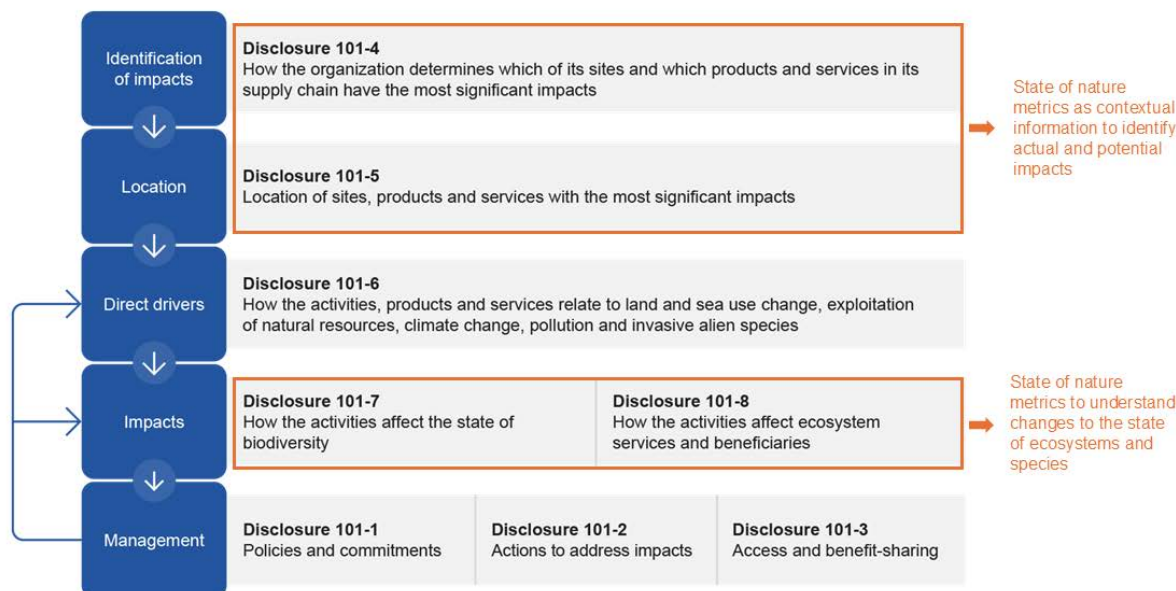 Identification
of impacts
Disclosure 101-4
How the organization determines which of its sites and which products and services in its
supply chain have the most significant impacts
State of nature
metrics as contextual
information to identify
actual and potential
impacts
Location
Disclosure 101-5
Location of sites, products and services with the most significant impacts
Direct drivers
Disclosure 101-6
How the activities, products and services relate to land and sea use change, exploitation
of natural resources, climate change, pollution and invasive alien species
Impacts
Disclosure 101-7
How the activities affect the state of
biodiversity
Disclosure 101-8
How the activities affect ecosystem
services and beneficiaries
State of nature
metrics to understand
changes to the state
of ecosystems and
species
Management
Disclosure 101-1
Policies and commitments
Disclosure 101-2
Actions to address impacts
Disclosure 101-3
Access and benefit-sharing